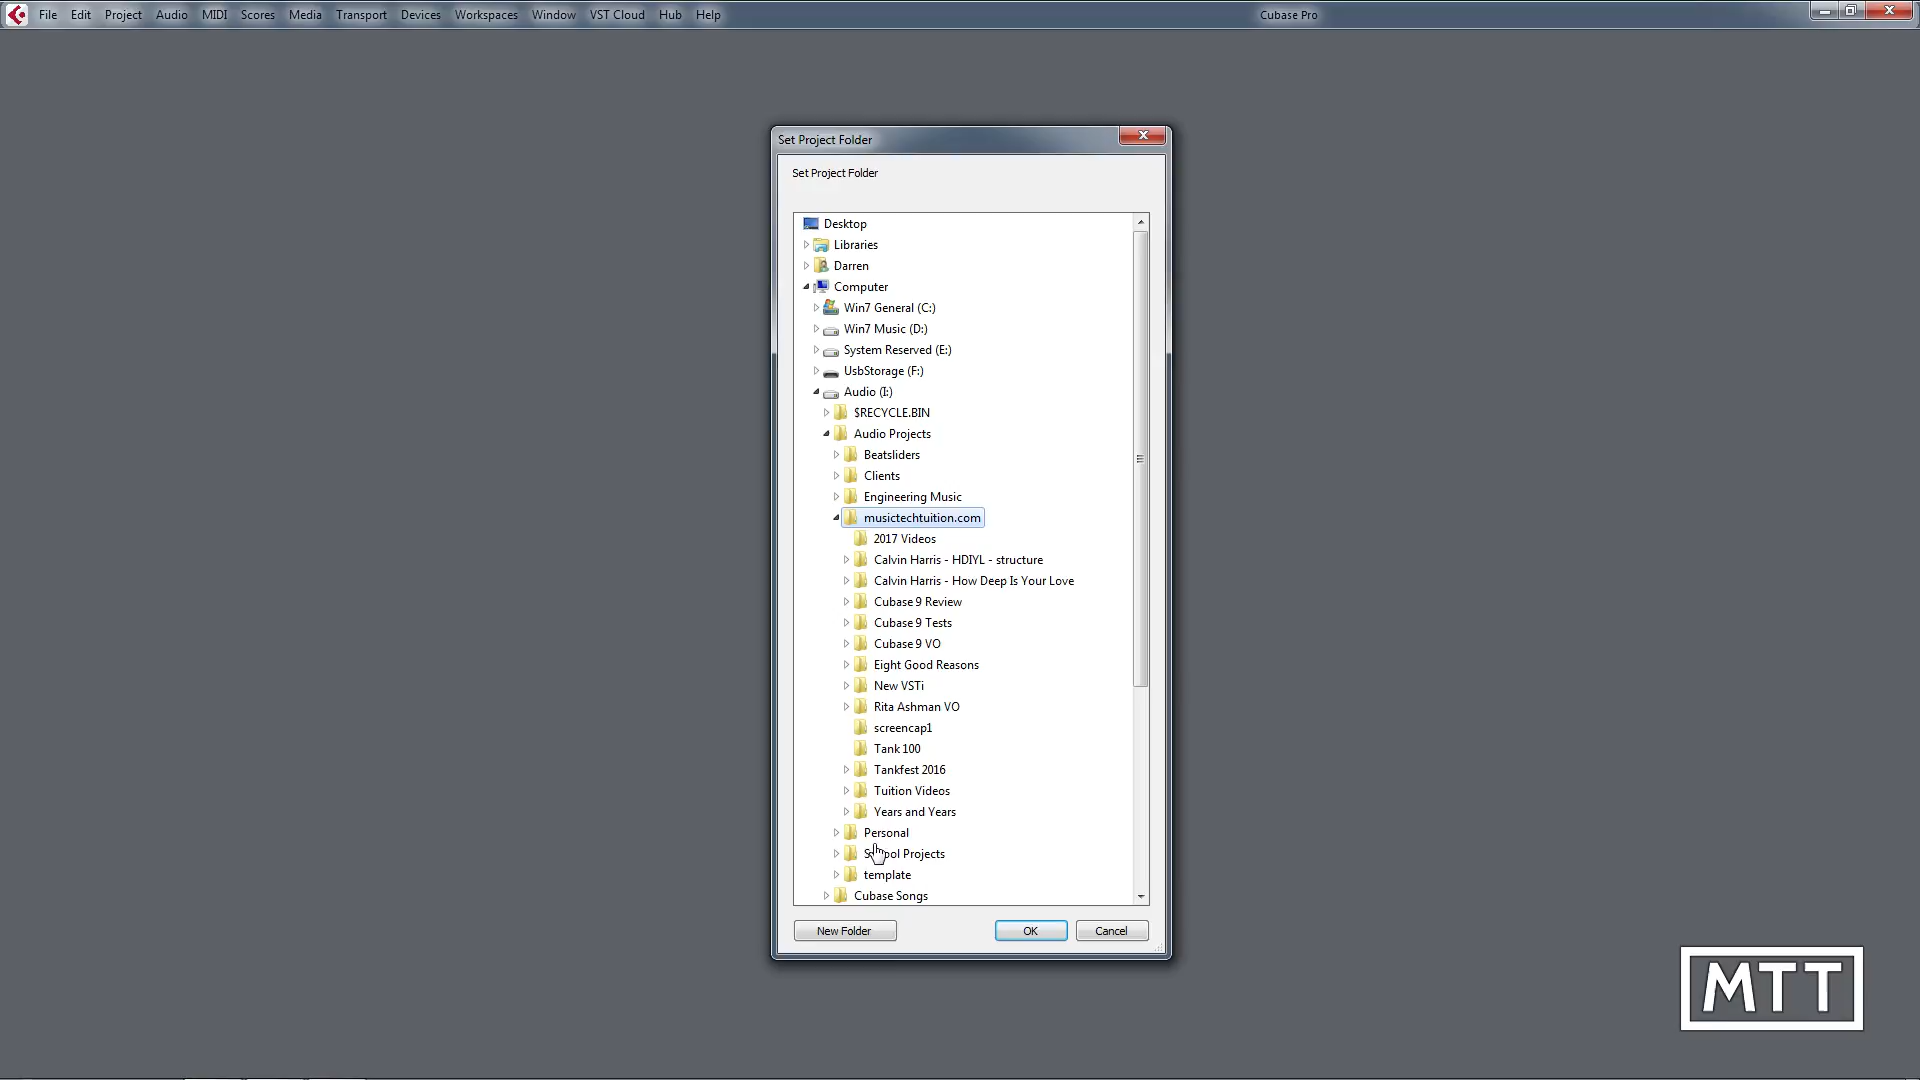 File Edit Project Audio MIDI Scores Media Transport Devices Workspaces Window VST Cloud Hub Help Cubase Pro
Set Project Folder
Set Project Folder
Desktop
Libraries
Darren
Computer
Win7 General (C:)
Win7 Music (D:)
System Reserved (E:)
UsbStorage (F:)
Audio (I:)
$RECYCLE.BIN
Audio Projects
Beatsliders
Clients
Engineering Music
musictechtuition.com
2017 Videos
Calvin Harris - HDIYL - structure
Calvin Harris - How Deep Is Your Love
Cubase 9 Review
Cubase 9 Tests
Cubase 9 VO
Eight Good Reasons
New VSTi
Rita Ashman VO
screencap1
Tank 100
Tankfest 2016
Tuition Videos
Years and Years
Personal
School Projects
template
Cubase Songs
New Folder OK Cancel
MTT